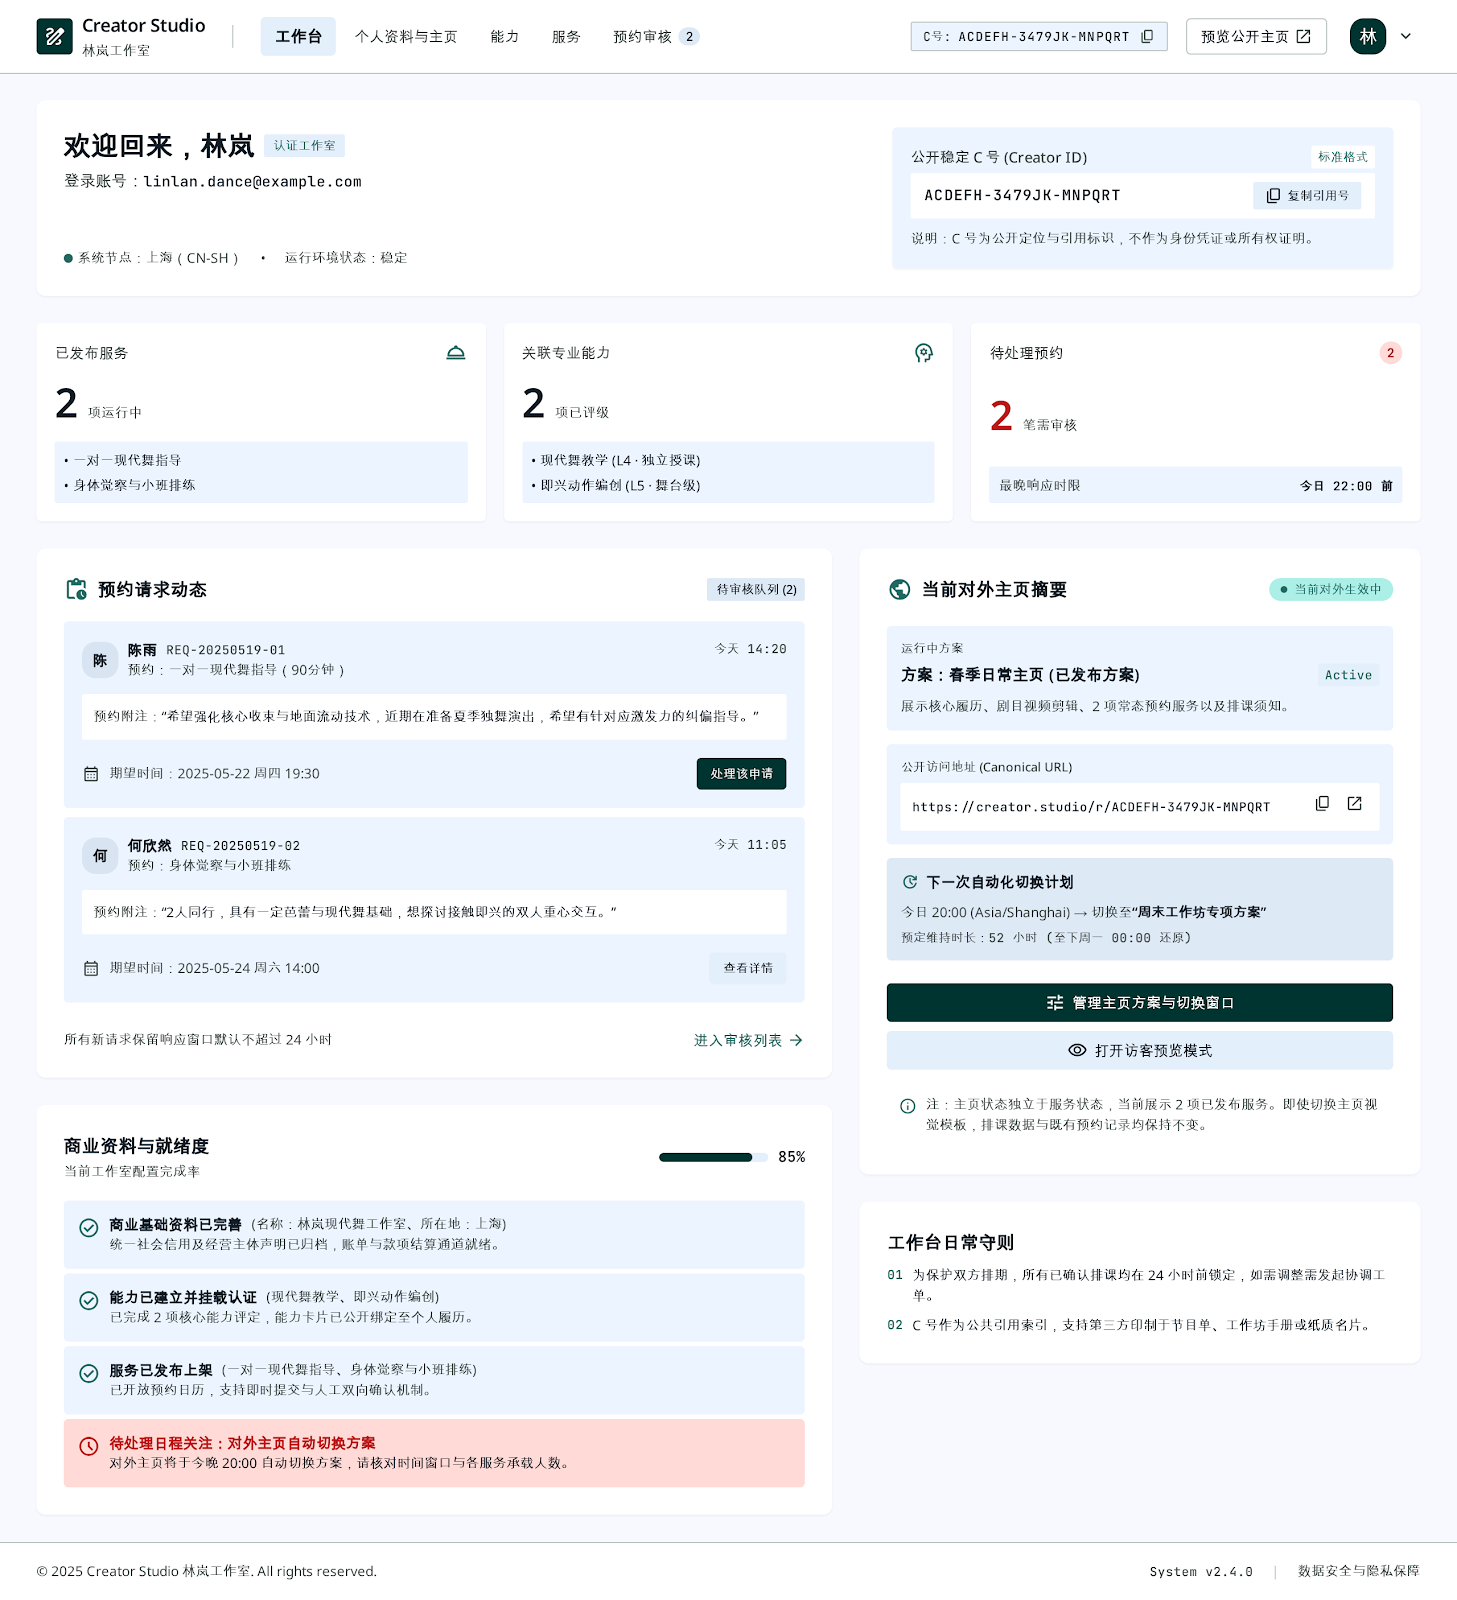 Creator Studio
林岚工作室
工作台
个人资料与主页
能力
服务
预约审核 2
C号: ACDEFH-3479JK-MNPQRT
预览公开主页
林
欢迎回来，林岚
认证工作室
登录账号：linlan.dance@example.com
系统节点：上海（CN-SH） • 运行环境状态：稳定
公开稳定 C 号 (Creator ID)
标准格式
ACDEFH-3479JK-MNPQRT
复制引用号
说明：C 号为公开定位与引用标识，不作为身份凭证或所有权证明。
已发布服务
2 项运行中
• 一对一现代舞指导
• 身体觉察与小班排练
关联专业能力
2 项已评级
• 现代舞教学 (L4 · 独立授课)
• 即兴动作编创 (L5 · 舞台级)
待处理预约
2
2 笔需审核
最晚响应时限
今日 22:00 前
预约请求动态
待审核队列 (2)
陈
陈雨 REQ-20250519-01
今天 14:20
预约：一对一现代舞指导（90分钟）
预约附注：“希望强化核心收束与地面流动技术，近期在准备夏季独舞演出，希望有针对应激发力的纠偏指导。”
期望时间：2025-05-22 周四 19:30
处理该申请
何
何欣然 REQ-20250519-02
今天 11:05
预约：身体觉察与小班排练
预约附注：“2人同行，具有一定芭蕾与现代舞基础，想探讨接触即兴的双人重心交互。”
期望时间：2025-05-24 周六 14:00
查看详情
所有新请求保留响应窗口默认不超过 24 小时
进入审核列表 →
商业资料与就绪度
当前工作室配置完成率
85%
商业基础资料已完善 (名称：林岚现代舞工作室、所在地：上海)
统一社会信用及经营主体声明已归档，账单与款项结算通道就绪。
能力已建立并挂载认证 (现代舞教学、即兴动作编创)
已完成 2 项核心能力评定，能力卡片已公开绑定至个人履历。
服务已发布上架 (一对一现代舞指导、身体觉察与小班排练)
已开放预约日历，支持即时提交与人工双向确认机制。
待处理日程关注：对外主页自动切换方案
对外主页将于今晚 20:00 自动切换方案，请核对时间窗口与各服务承载人数。
当前对外主页摘要
当前对外生效中
运行中方案
方案：春季日常主页 (已发布方案)
Active
展示核心履历、剧目视频剪辑、2 项常态预约服务以及排课须知。
公开访问地址 (Canonical URL)
https://creator.studio/r/ACDEFH-3479JK-MNPQRT
下一次自动化切换计划
今日 20:00 (Asia/Shanghai) → 切换至“周末工作坊专项方案”
预定维持时长：52 小时 (至下周一 00:00 还原)
管理主页方案与切换窗口
打开访客预览模式
注：主页状态独立于服务状态，当前展示 2 项已发布服务。即使切换主页视
觉模板，排课数据与既有预约记录均保持不变。
工作台日常守则
01 为保护双方排期，所有已确认排课均在 24 小时前锁定，如需调整需发起协调工
单。
02 C 号作为公共引用索引，支持第三方印制于节目单、工作坊手册或纸质名片。
© 2025 Creator Studio 林岚工作室. All rights reserved.
System v2.4.0
数据安全与隐私保障